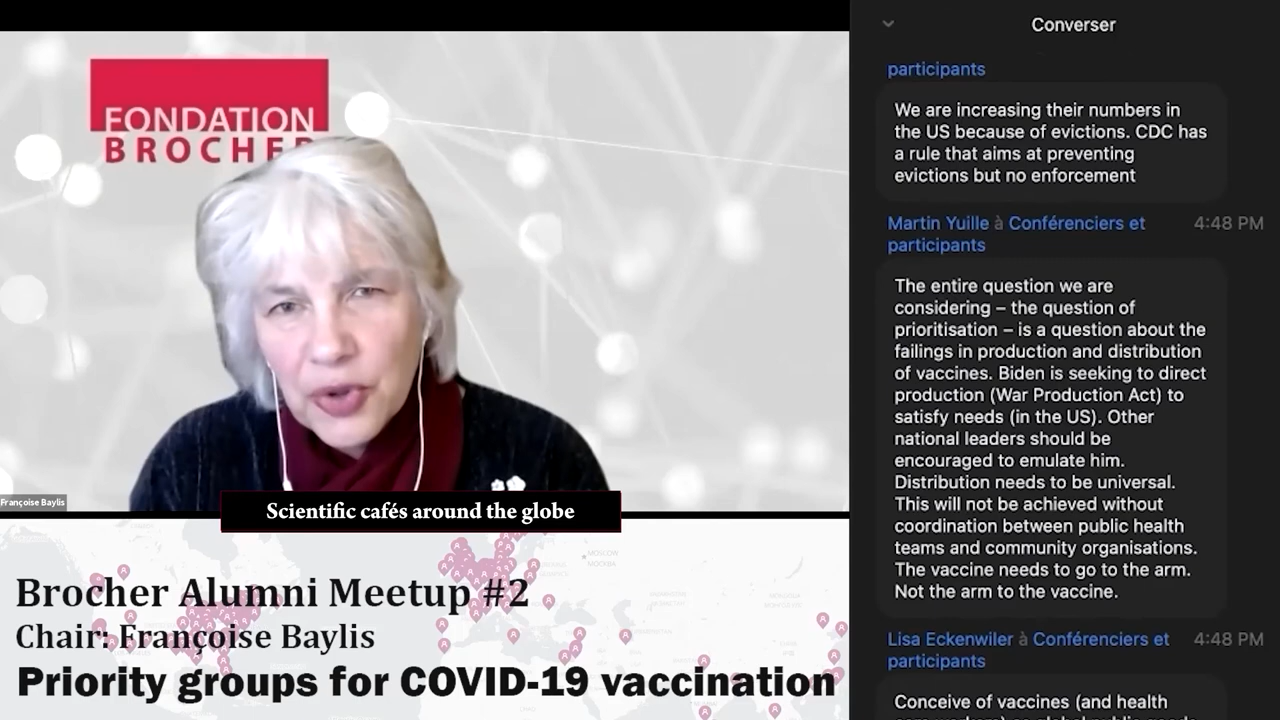 FONDATION
BROCHER
Françoise Baylis
Scientific cafés around the globe
MOSCOW
МОСКВА
Brocher Alumni Meetup #2
Chair: Françoise Baylis
Priority groups for COVID-19 vaccination
Converser
participants
We are increasing their numbers in
the US because of evictions. CDC has
a rule that aims at preventing
evictions but no enforcement
Martin Yuille à Conférenciers et
participants
4:48 PM
The entire question we are
considering – the question of
prioritisation – is a question about the
failings in production and distribution
of vaccines. Biden is seeking to direct
production (War Production Act) to
satisfy needs (in the US). Other
national leaders should be
encouraged to emulate him.
Distribution needs to be universal.
This will not be achieved without
coordination between public health
teams and community organisations.
The vaccine needs to go to the arm.
Not the arm to the vaccine.
Lisa Eckenwiler à Conférenciers et
participants
4:48 PM
Conceive of vaccines (and health